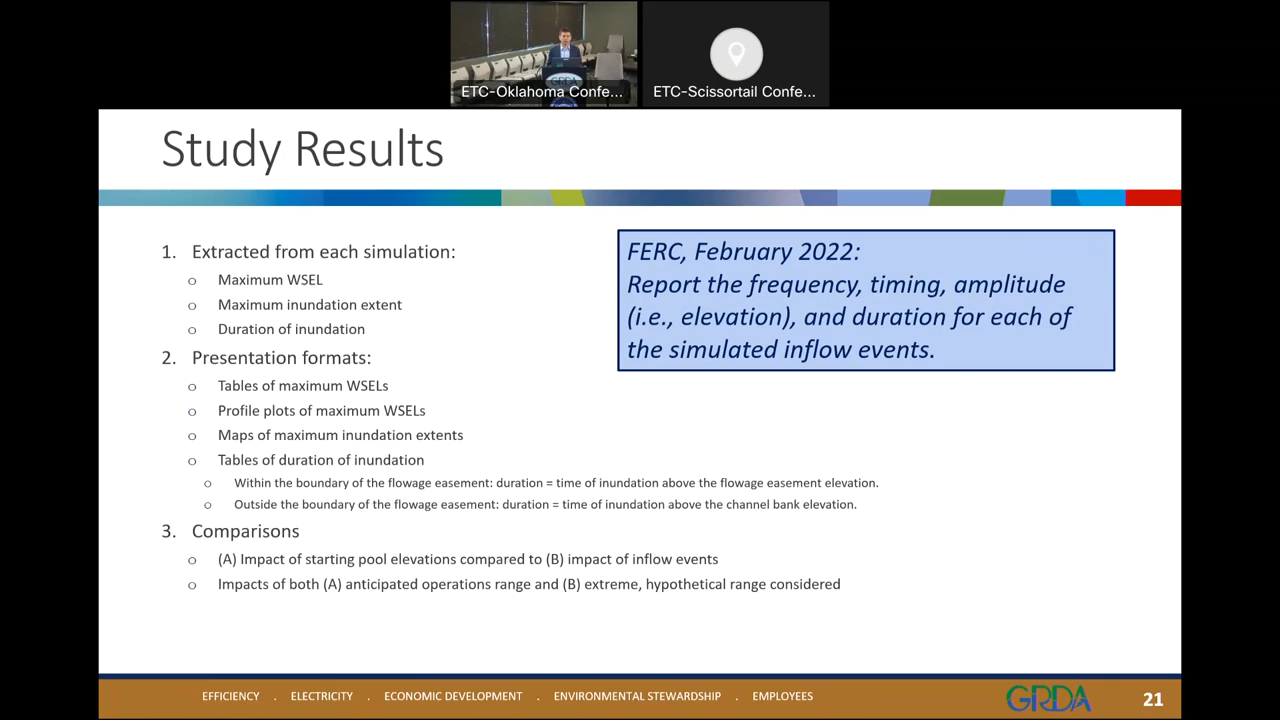 GRDA
ETC-Oklahoma Confe...
ETC-Scissortail Confe...
Study Results
1. Extracted from each simulation:
o Maximum WSEL
o Maximum inundation extent
o Duration of inundation
2. Presentation formats:
o Tables of maximum WSELs
o Profile plots of maximum WSELs
o Maps of maximum inundation extents
o Tables of duration of inundation
o Within the boundary of the flowage easement: duration = time of inundation above the flowage easement elevation.
o Outside the boundary of the flowage easement: duration = time of inundation above the channel bank elevation.
3. Comparisons
o (A) Impact of starting pool elevations compared to (B) impact of inflow events
o Impacts of both (A) anticipated operations range and (B) extreme, hypothetical range considered
FERC, February 2022:
Report the frequency, timing, amplitude
(i.e., elevation), and duration for each of
the simulated inflow events.
EFFICIENCY . ELECTRICITY . ECONOMIC DEVELOPMENT . ENVIRONMENTAL STEWARDSHIP . EMPLOYEES
GRDA
21